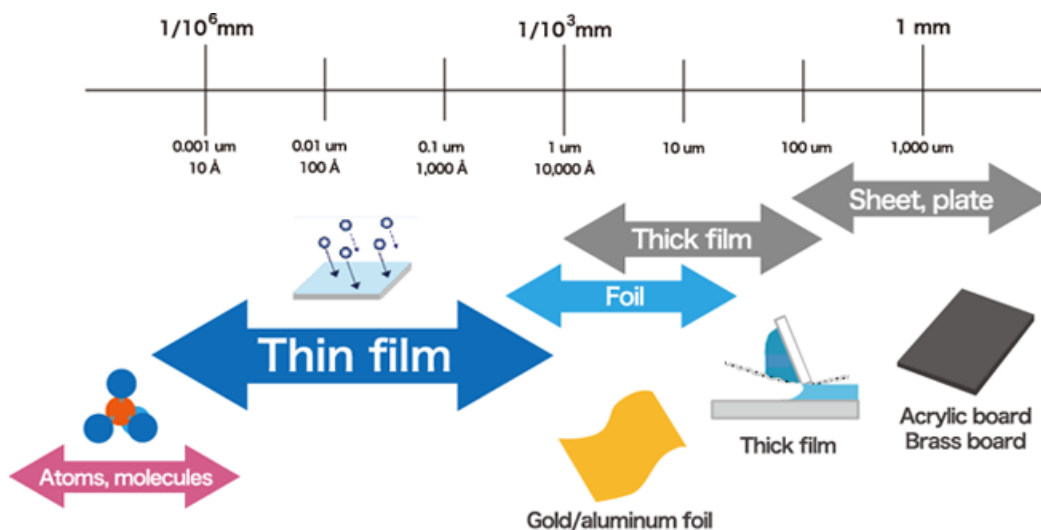 1/10⁶mm
1/10³mm
1 mm
0.001 um
10 Å
0.01 um
100 Å
0.1 um
1,000 Å
1 um
10,000 Å
10 um
100 um
1,000 um
Sheet, plate
Thick film
Foil
Thin film
Atoms, molecules
Gold/aluminum foil
Thick film
Acrylic board
Brass board